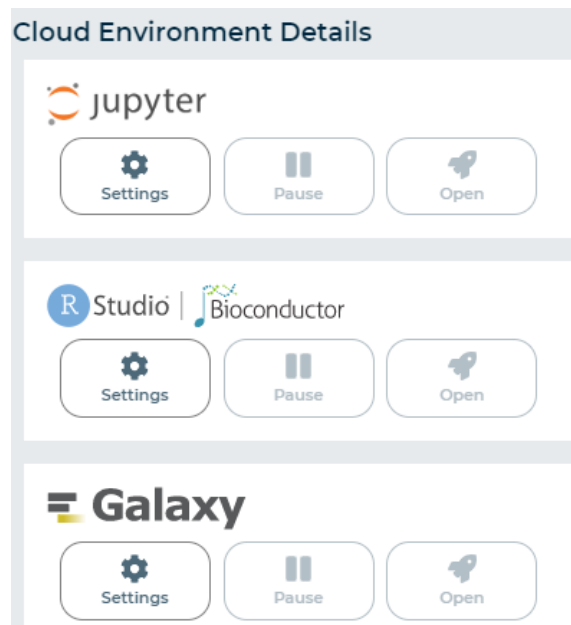 Cloud Environment Details
Jupyter
Settings Pause Open
R Studio | Bioconductor
Settings Pause Open
Galaxy
Settings Pause Open